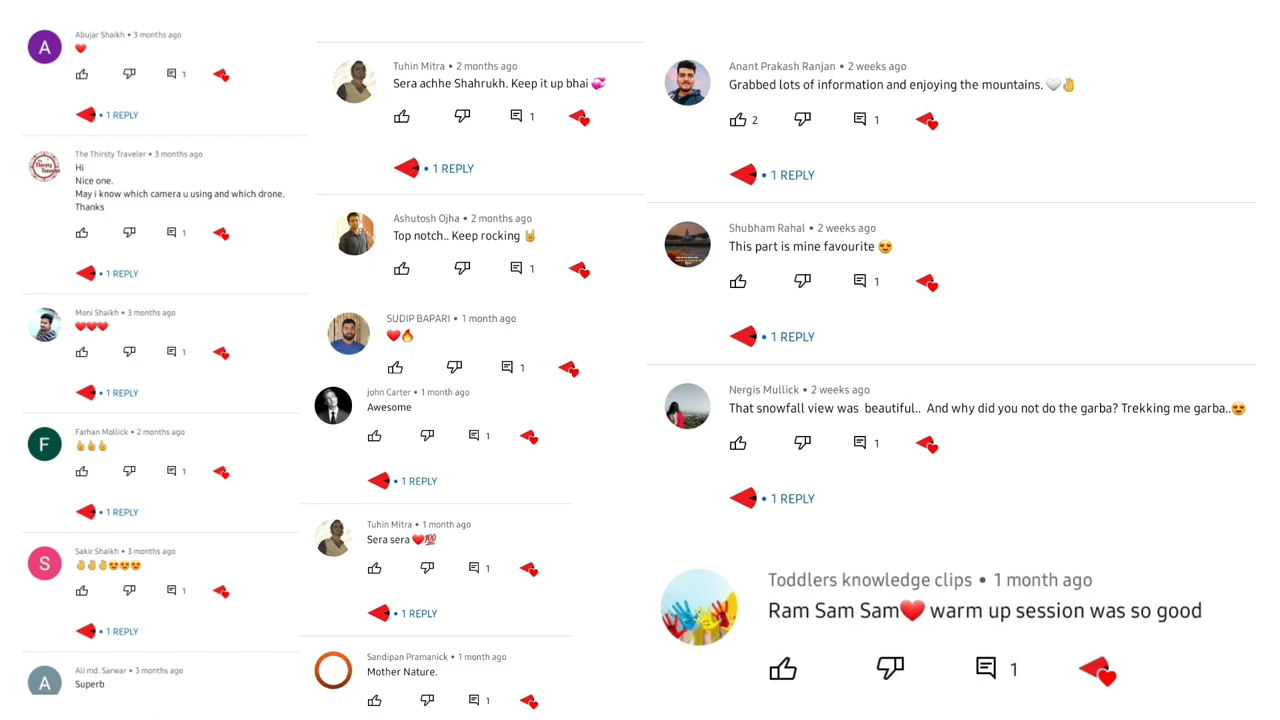 Abujar Shaikh • 3 months ago
❤️
1
• 1 REPLY
The Thirsty Traveler • 3 months ago
Hi
Nice one.
May i know which camera u using and which drone.
Thanks
1
• 1 REPLY
Moni Shaikh • 3 months ago
❤️❤️❤️
1
• 1 REPLY
Farhan Mollick • 2 months ago
👍👍👍
1
• 1 REPLY
Sakir Shaikh • 3 months ago
👌👌👌😍😍😍
1
• 1 REPLY
Ali md. Sarwar • 3 months ago
Superb
Tuhin Mitra • 2 months ago
Sera achhe Shahrukh. Keep it up bhai 💞
1
• 1 REPLY
Ashutosh Ojha • 2 months ago
Top notch.. Keep rocking 🤘
1
SUDIP BAPARI • 1 month ago
❤️🔥
1
john Carter • 1 month ago
Awesome
1
• 1 REPLY
Tuhin Mitra • 1 month ago
Sera sera ❤️💯
1
• 1 REPLY
Sandipan Pramanick • 1 month ago
Mother Nature.
1
Anant Prakash Ranjan • 2 weeks ago
Grabbed lots of information and enjoying the mountains. 🤍👌
2 1
• 1 REPLY
Shubham Rahal • 2 weeks ago
This part is mine favourite 😍
1
• 1 REPLY
Nergis Mullick • 2 weeks ago
That snowfall view was beautiful.. And why did you not do the garba? Trekking me garba..😍
1
• 1 REPLY
Toddlers knowledge clips • 1 month ago
Ram Sam Sam❤️ warm up session was so good
1